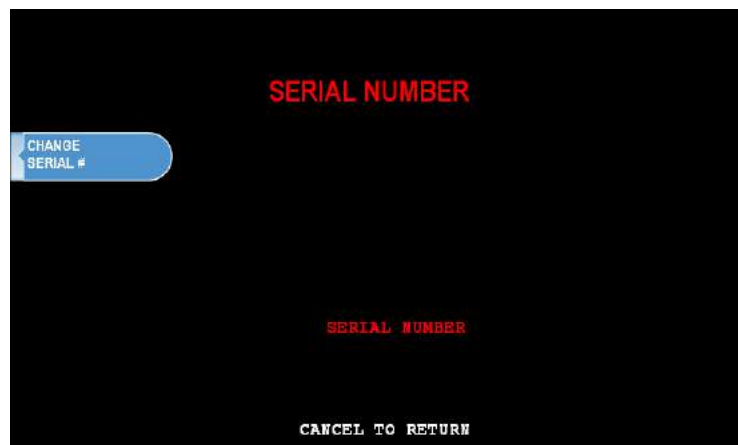 SERIAL NUMBER
CHANGE
SERIAL #
SERIAL NUMBER
CANCEL TO RETURN